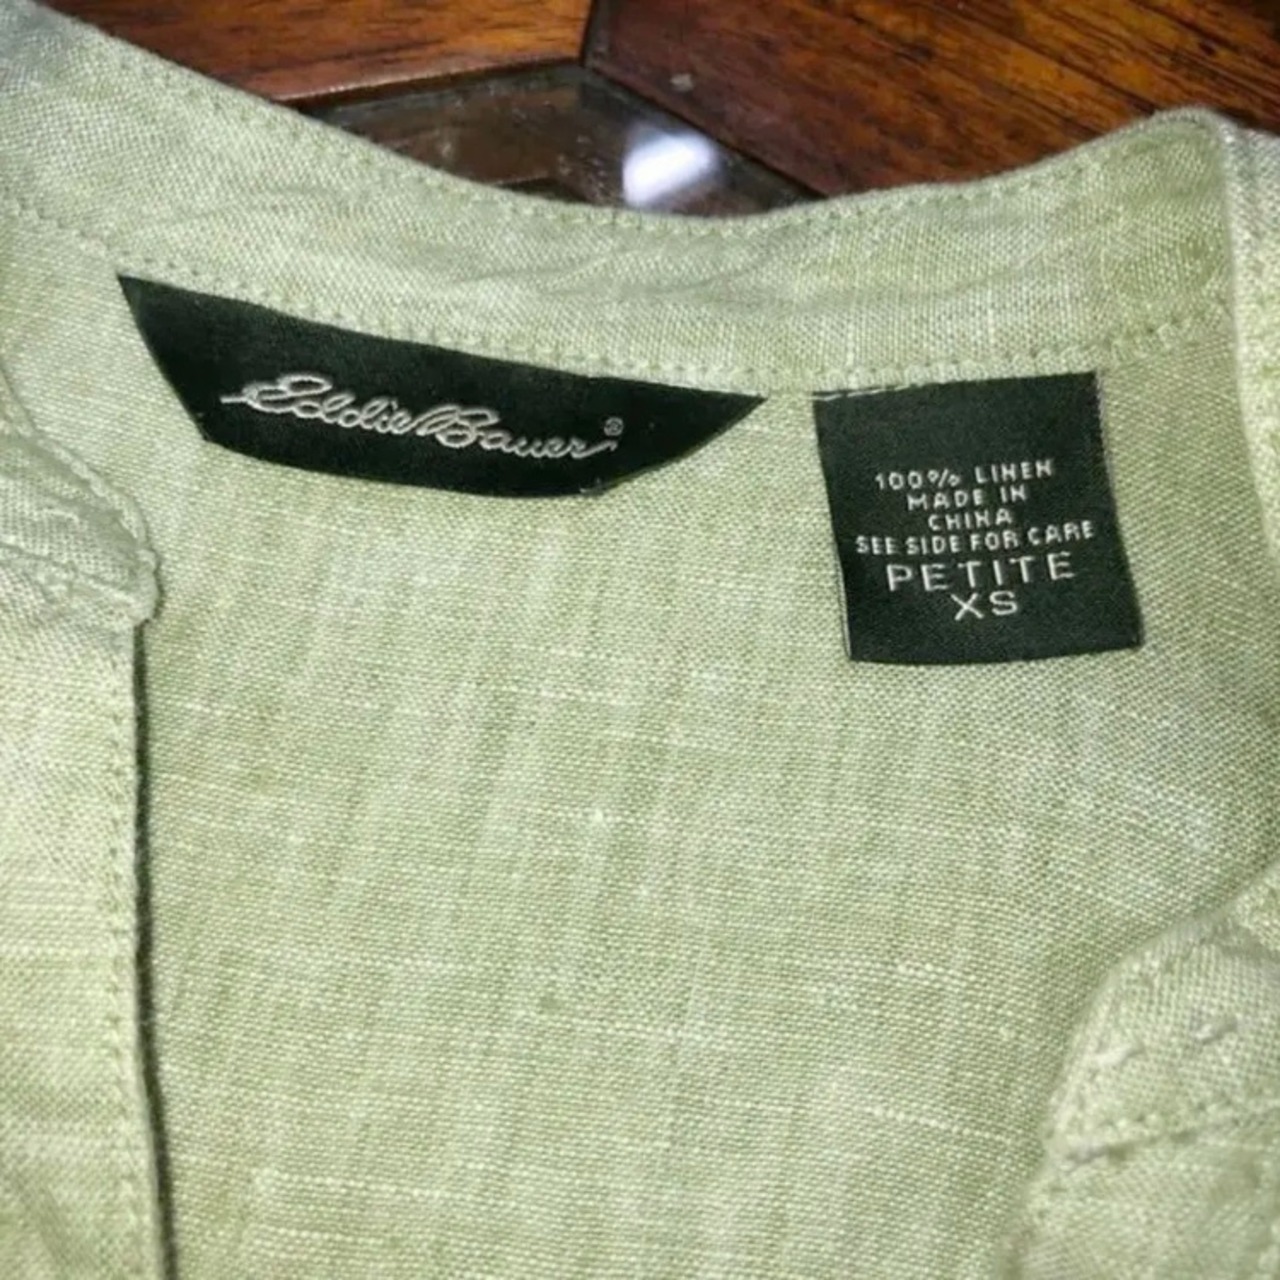 Eddie Bauer®
100% LINEN
MADE IN
CHINA
SEE SIDE FOR CARE
PETITE
XS